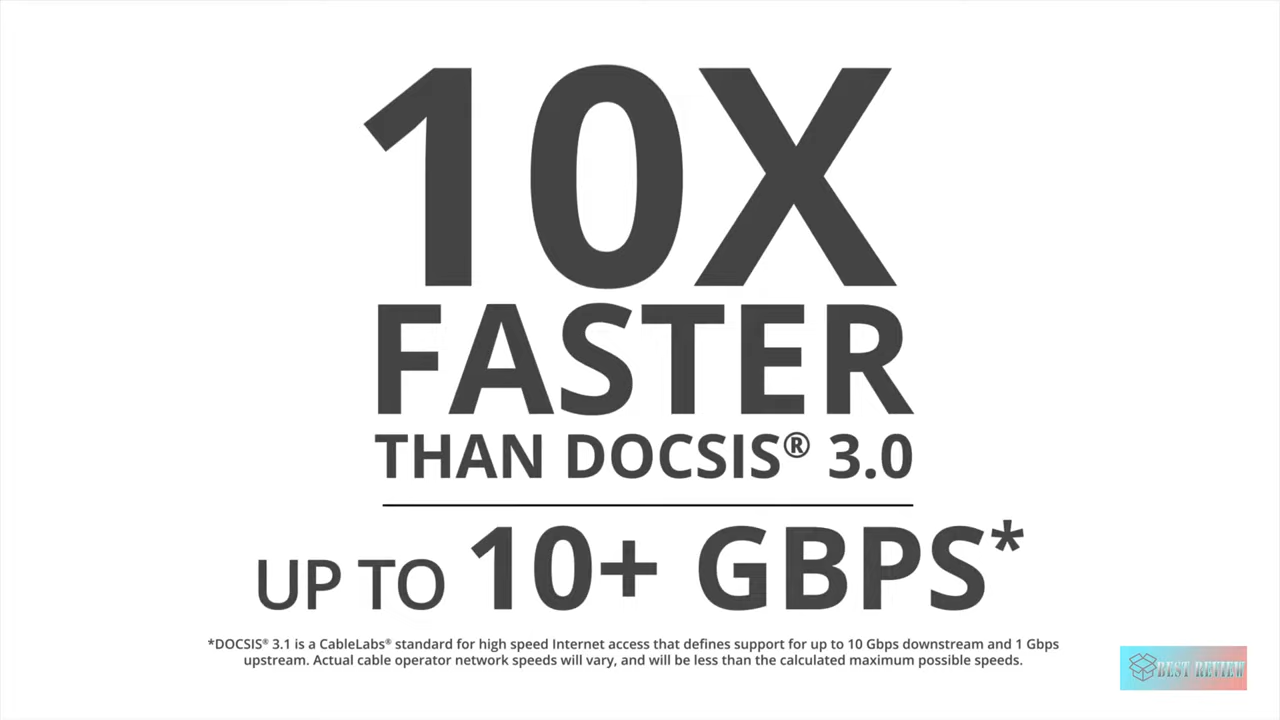 10X
FASTER
THAN DOCSIS® 3.0
UP TO 10+ GBPS*
*DOCSIS® 3.1 is a CableLabs® standard for high speed Internet access that defines support for up to 10 Gbps downstream and 1 Gbps
upstream. Actual cable operator network speeds will vary, and will be less than the calculated maximum possible speeds.
BEST REVIEW